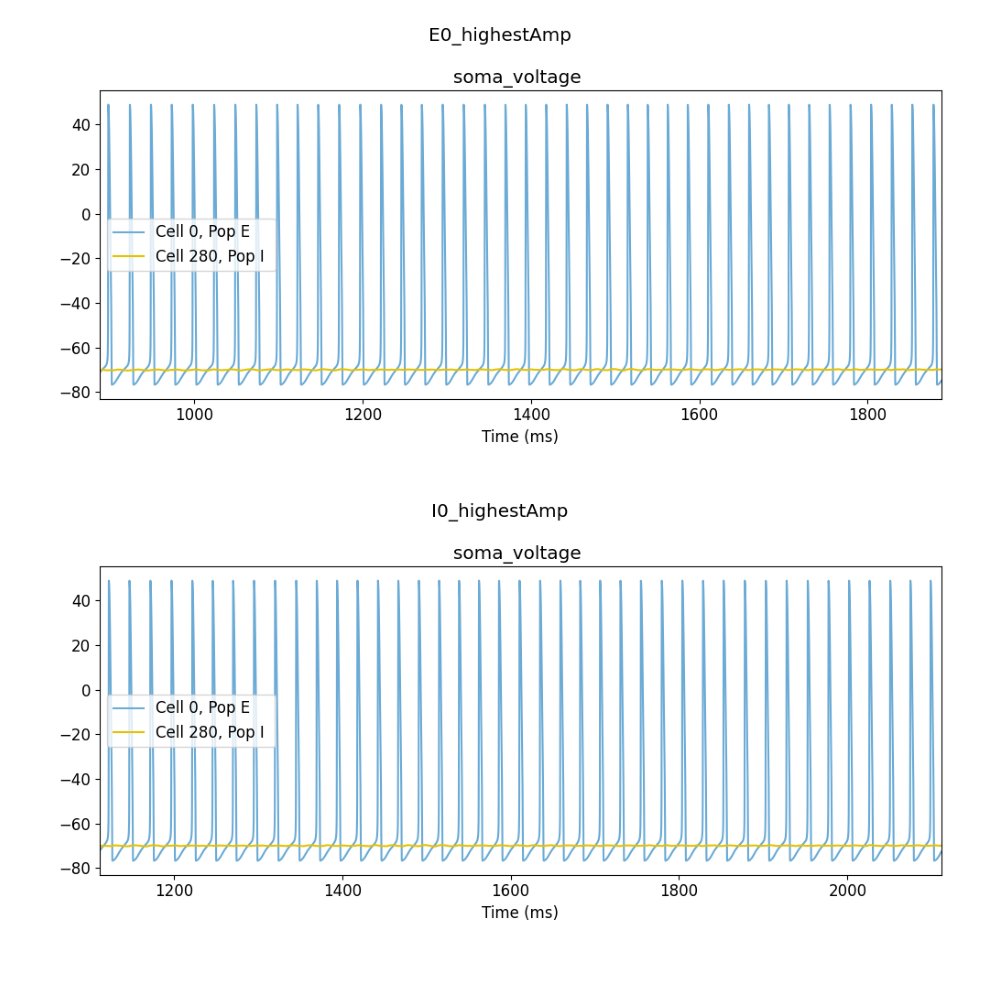 E0_highestAmp
soma_voltage
40
20
0
−20
−40
−60
−80
Cell 0, Pop E
Cell 280, Pop I
1000 1200 1400 1600 1800
Time (ms)
I0_highestAmp
soma_voltage
40
20
0
−20
−40
−60
−80
Cell 0, Pop E
Cell 280, Pop I
1200 1400 1600 1800 2000
Time (ms)